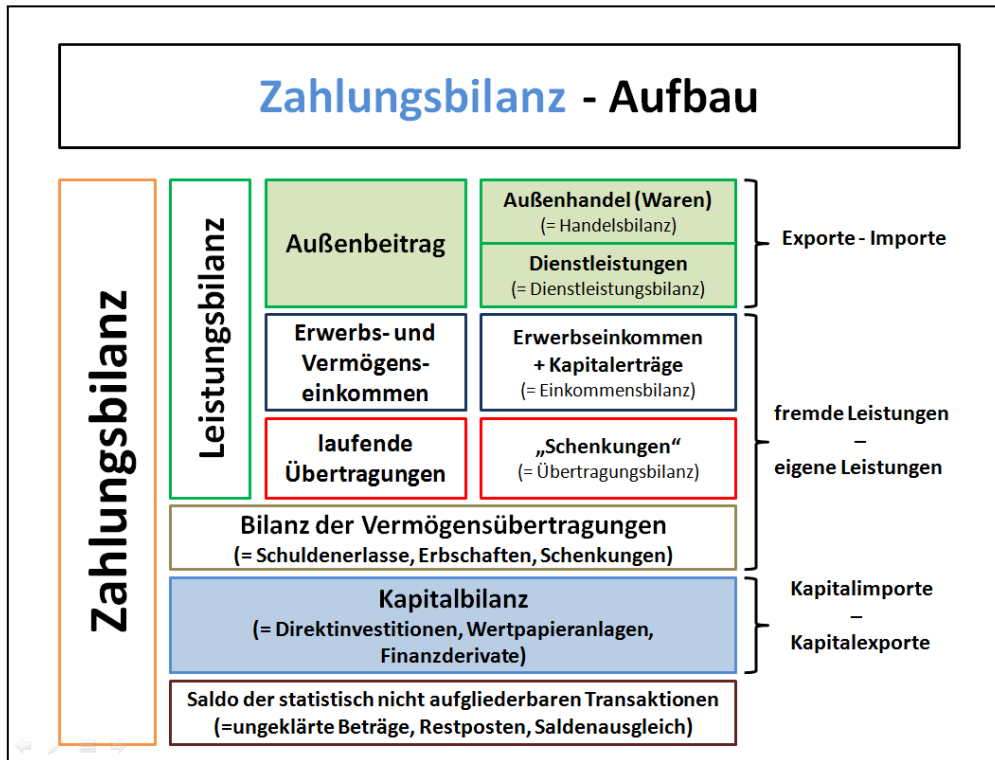 Zahlungsbilanz - Aufbau
Zahlungsbilanz
Leistungsbilanz
Außenbeitrag
Außenhandel (Waren)
(= Handelsbilanz)
Dienstleistungen
(= Dienstleistungsbilanz)
Exporte - Importe
Erwerbs- und
Vermögens-
einkommen
Erwerbseinkommen
+ Kapitalerträge
(= Einkommensbilanz)
laufende
Übertragungen
„Schenkungen“
(= Übertragungsbilanz)
fremde Leistungen
–
eigene Leistungen
Bilanz der Vermögensübertragungen
(= Schuldenerlasse, Erbschaften, Schenkungen)
Kapitalbilanz
(= Direktinvestitionen, Wertpapieranlagen,
Finanzderivate)
Kapitalimporte
–
Kapitalexporte
Saldo der statistisch nicht aufgliederbaren Transaktionen
(=ungeklärte Beträge, Restposten, Saldenausgleich)